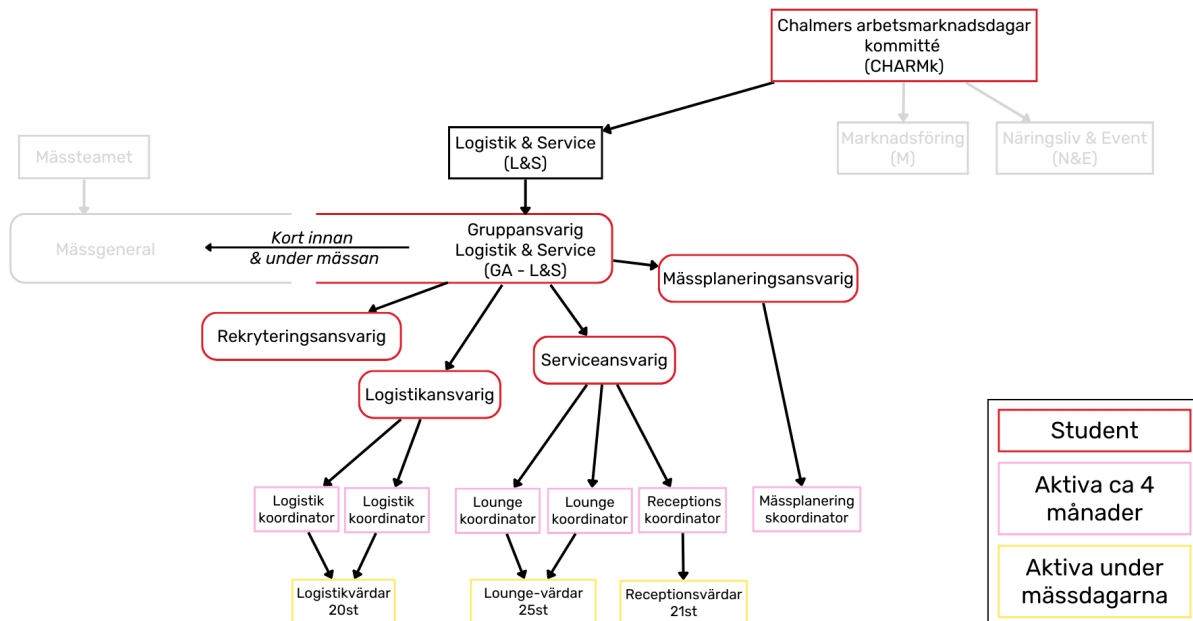 Chalmers arbetsmarknadsdagar
kommitté
(CHARMk)
Logistik & Service
(L&S)
Marknadsföring
(M)
Näringsliv & Event
(N&E)
Mässteamet
Mässgeneral
Kort innan
& under mässan
Gruppansvarig
Logistik & Service
(GA - L&S)
Mässplaneringsansvarig
Rekryteringsansvarig
Serviceansvarig
Logistikansvarig
Logistik
koordinator
Logistik
koordinator
Lounge
koordinator
Lounge
koordinator
Receptions
koordinator
Mässplanering
skoordinator
Logistikvärdar
20st
Lounge-värdar
25st
Receptionsvärdar
21st
Student
Aktiva ca 4
månader
Aktiva under
mässdagarna